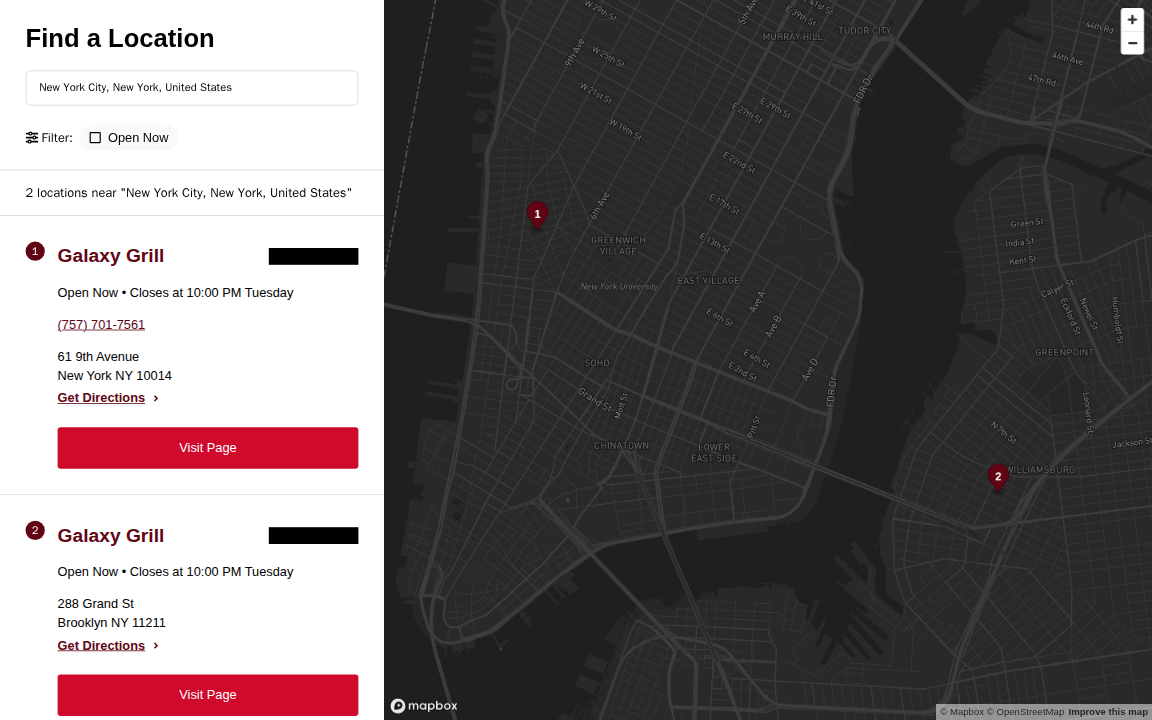 Find a Location
New York City, New York, United States
Filter:
Open Now
2 locations near "New York City, New York, United States"
1
Galaxy Grill
Open Now • Closes at 10:00 PM Tuesday
(757) 701-7561
61 9th Avenue
New York NY 10014
Get Directions
Visit Page
2
Galaxy Grill
Open Now • Closes at 10:00 PM Tuesday
288 Grand St
Brooklyn NY 11211
Get Directions
Visit Page
W 29th St
5th Ave
E 39th St
41st St
MURRAY HILL
TUDOR CITY
44th Rd
+
−
9th Ave
W 25th St
46th Ave
47th Rd
FDR Dr
W 21st St
E 27th St
E 29th St
W 19th St
E 22nd St
6th Ave
E 17th St
1
GREENWICH
VILLAGE
E 13th St
Green St
India St
Kent St
New York University
EAST VILLAGE
Calyer St
Ave A
Ave B
E 6th St
Eckford St
Newel St
Humboldt St
SOHO
E 4th St
E 2nd St
Ave D
GREENPOINT
FDR Dr
Grand St
Mott St
Pitt St
Leonard St
N 7th St
CHINATOWN
LOWER
EAST SIDE
Jackson St
2
WILLIAMSBURG
mapbox
© Mapbox © OpenStreetMap Improve this map